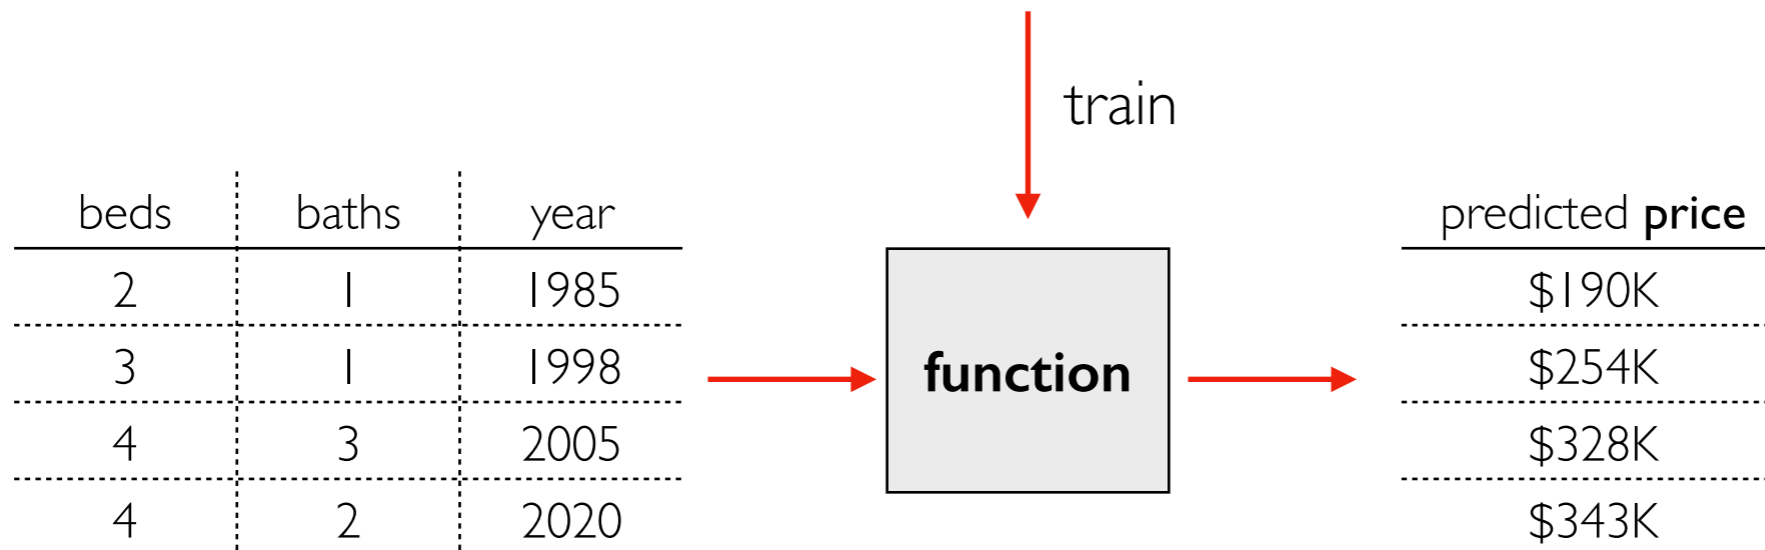 train
beds baths year
2 1 1985
3 1 1998
4 3 2005
4 2 2020
function
predicted price
$190K
$254K
$328K
$343K